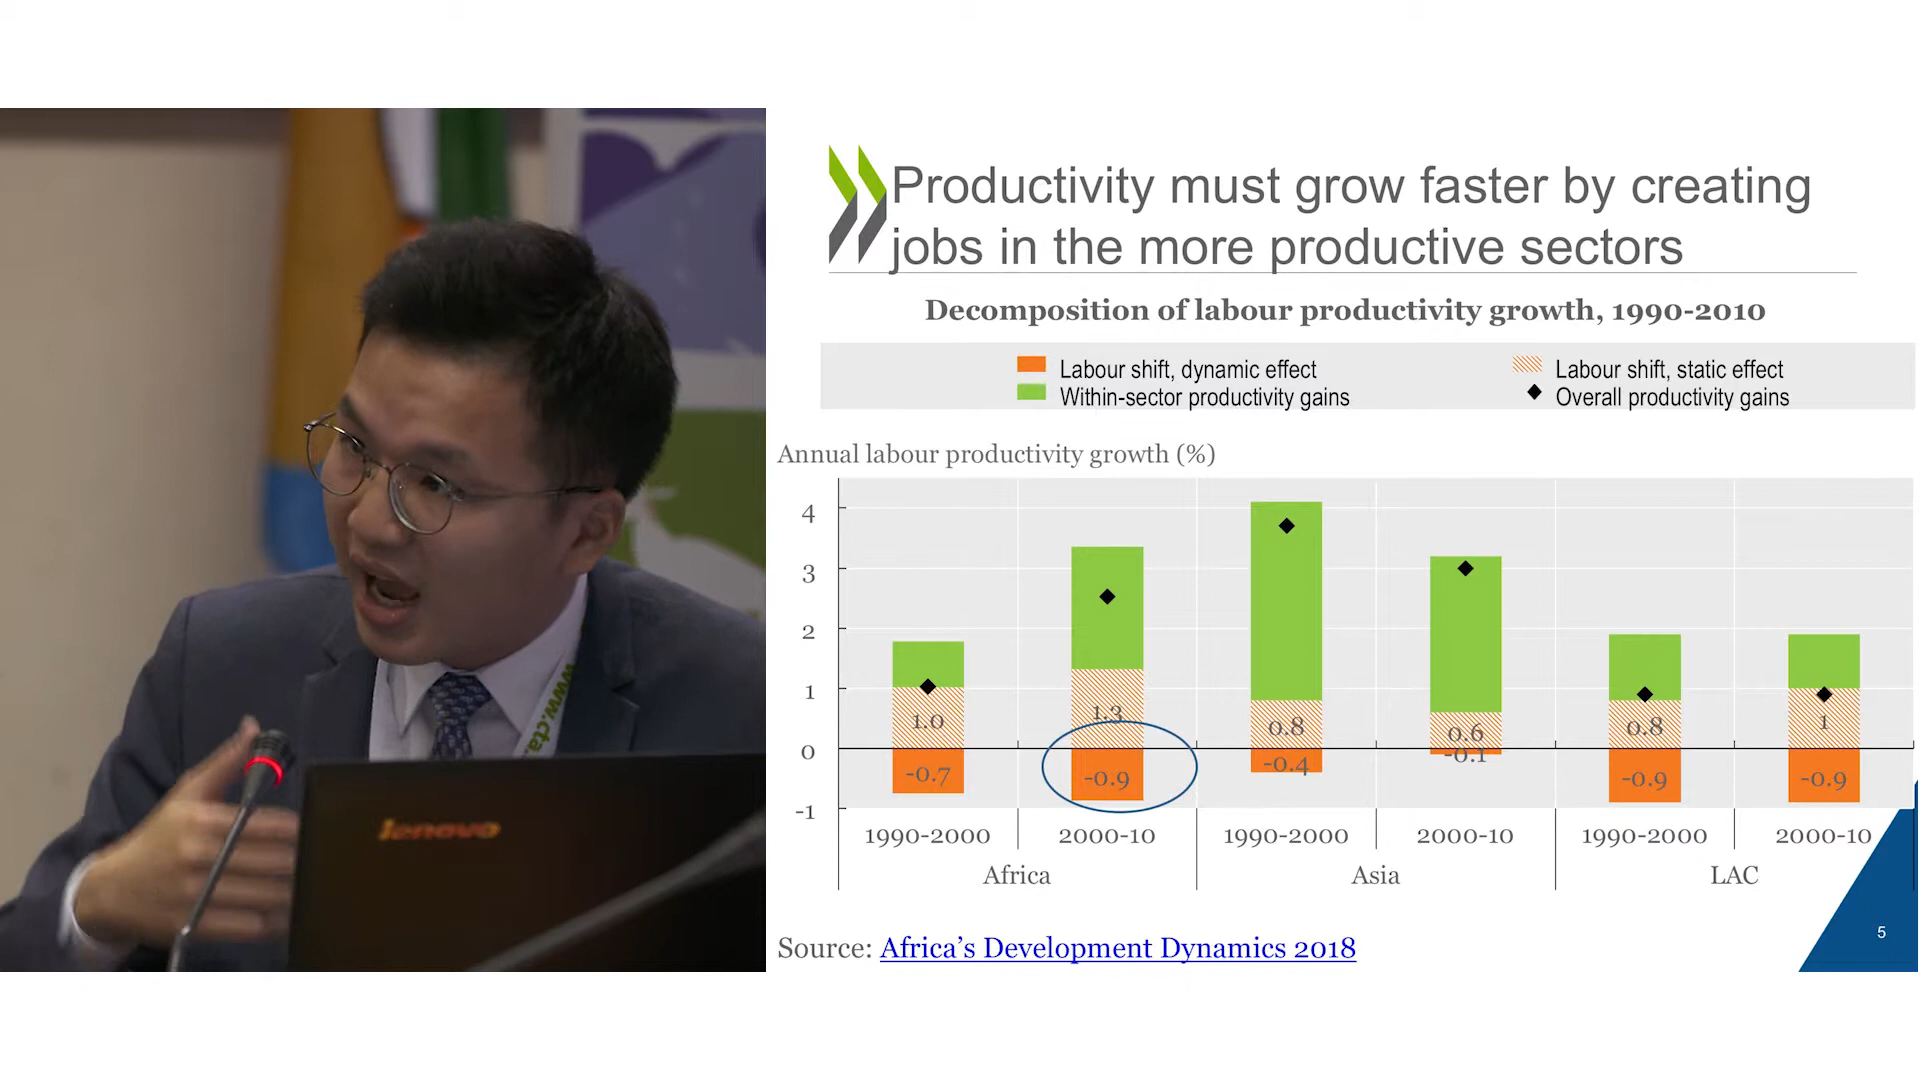 Productivity must grow faster by creating
jobs in the more productive sectors
Decomposition of labour productivity growth, 1990-2010
Labour shift, dynamic effect
Labour shift, static effect
Within-sector productivity gains
Overall productivity gains
Annual labour productivity growth (%)
4
3
2
1
0
-1
1.0
1.3
0.8
0.6
0.8
1
-0.7
-0.9
-0.4
-0.1
-0.9
-0.9
1990-2000
2000-10
1990-2000
2000-10
1990-2000
2000-10
Africa
Asia
LAC
Source: Africa’s Development Dynamics 2018
5
lenovo
www.cta.